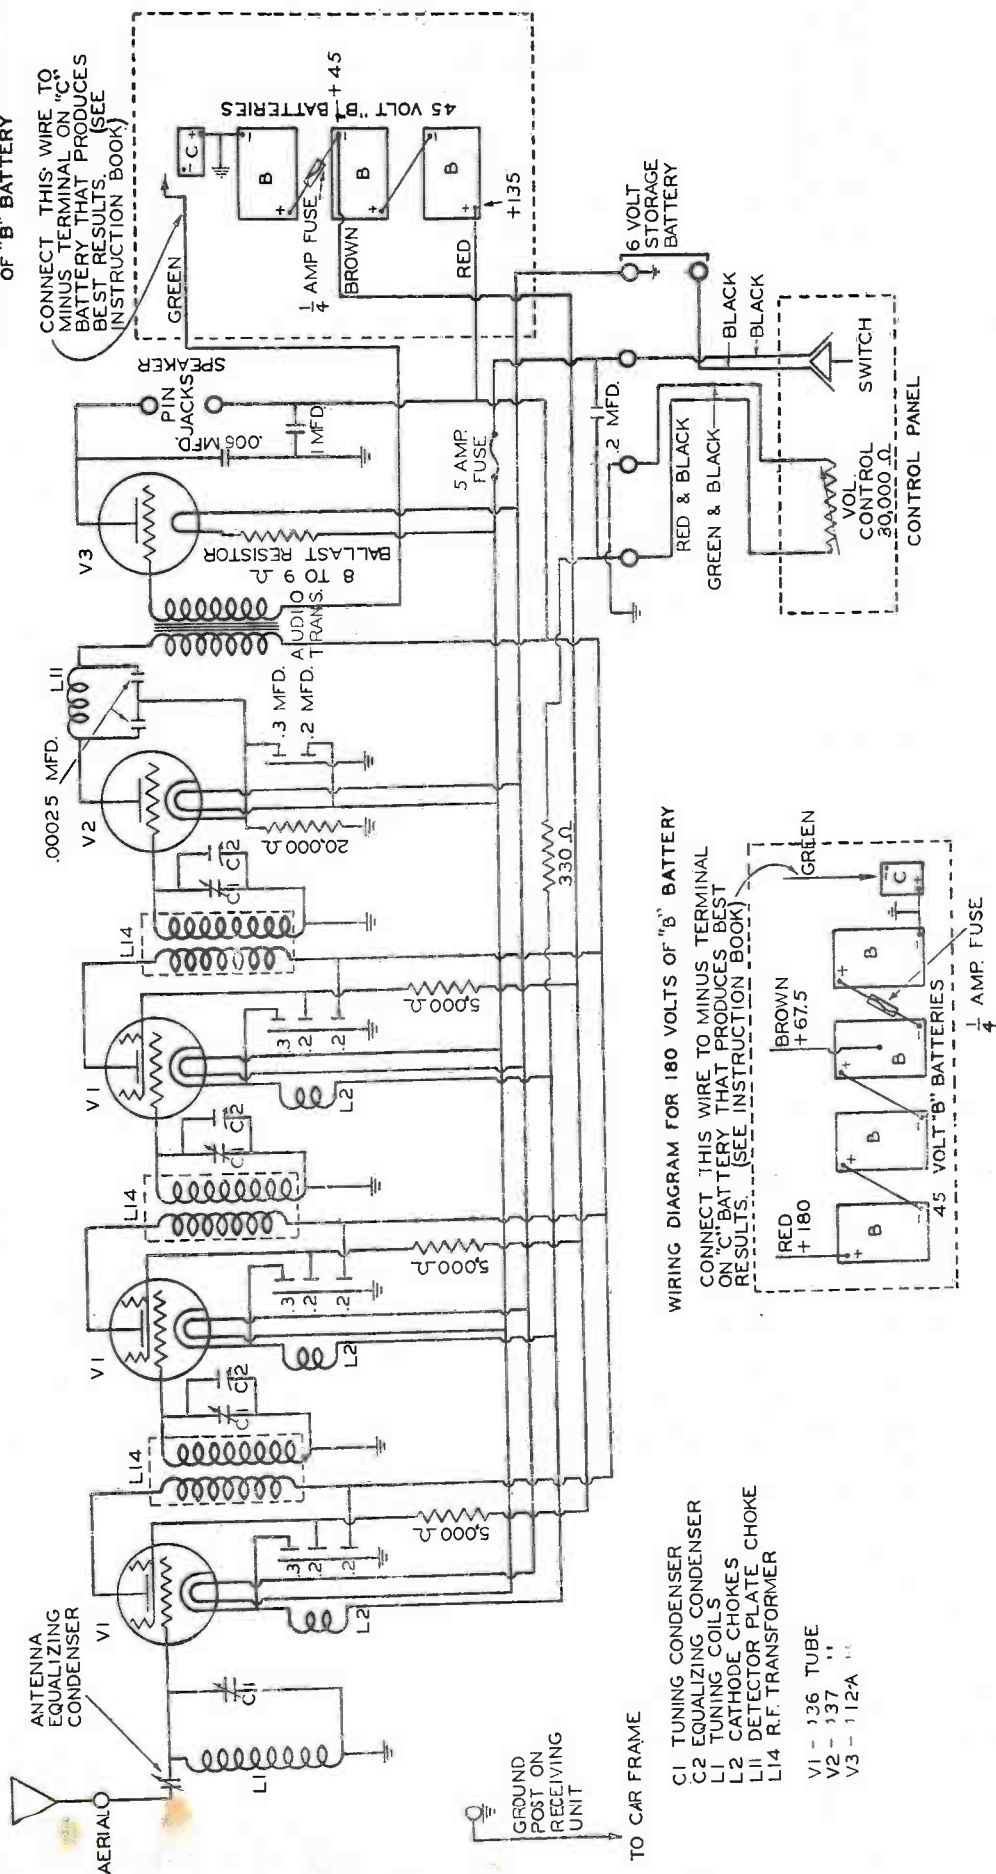 OF "B" BATTERY
CONNECT THIS WIRE TO
MINUS TERMINAL ON "C"
BATTERY THAT PRODUCES
BEST RESULTS. (SEE
INSTRUCTION BOOK)
GREEN
- C +
B
+
-
B
+
-
B
+
-
+ 45
45 VOLT "B" BATTERIES
1/4 AMP FUSE
BROWN
RED
+135
SPEAKER
PIN
JACKS
.006 MFD.
.1 MFD.
V3
BALLAST RESISTOR
8 TO 9 Ω
AUDIO
TRANS.
L11
.00025 MFD.
V2
.3 MFD.
.2 MFD.
20,000 Ω
C1
C2
L14
V1
.3
.2
.2
5,000 Ω
L2
C1
C2
L14
V1
.3
.2
.2
5,000 Ω
L2
C1
C2
L14
V1
.3
.2
.2
5,000 Ω
L2
C1
L1
ANTENNA
EQUALIZING
CONDENSER
AERIAL
330 Ω
5 AMP.
FUSE
.2 MFD.
6 VOLT
STORAGE
BATTERY
RED & BLACK
GREEN & BLACK
BLACK
BLACK
VOL.
CONTROL
30,000 Ω
SWITCH
CONTROL PANEL
GROUND
POST ON
RECEIVING
UNIT
TO CAR FRAME
C1 TUNING CONDENSER
C2 EQUALIZING CONDENSER
L1 TUNING COILS
L2 CATHODE CHOKES
L11 DETECTOR PLATE CHOKE
L14 R.F. TRANSFORMER
V1 - 136 TUBE
V2 - 137 "
V3 - 112-A "
WIRING DIAGRAM FOR 180 VOLTS OF "B" BATTERY
CONNECT THIS WIRE TO MINUS TERMINAL
ON "C" BATTERY THAT PRODUCES BEST
RESULTS. (SEE INSTRUCTION BOOK)
RED
+ 180
BROWN
+ 67.5
GREEN
B
+
-
B
+
-
B
+
-
B
+
-
- C +
45 VOLT "B" BATTERIES
1/4 AMP. FUSE